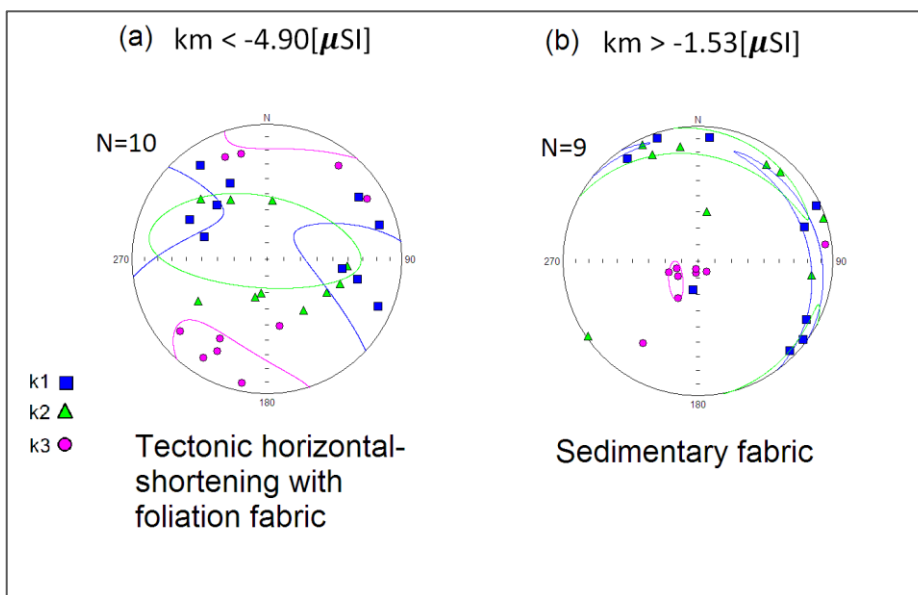 (a) km < -4.90[μSI]
(b) km > -1.53[μSI]
N=10
N
270
90
180
N=9
N
270
90
180
k1
k2
k3
Tectonic horizontal-
shortening with
foliation fabric
Sedimentary fabric